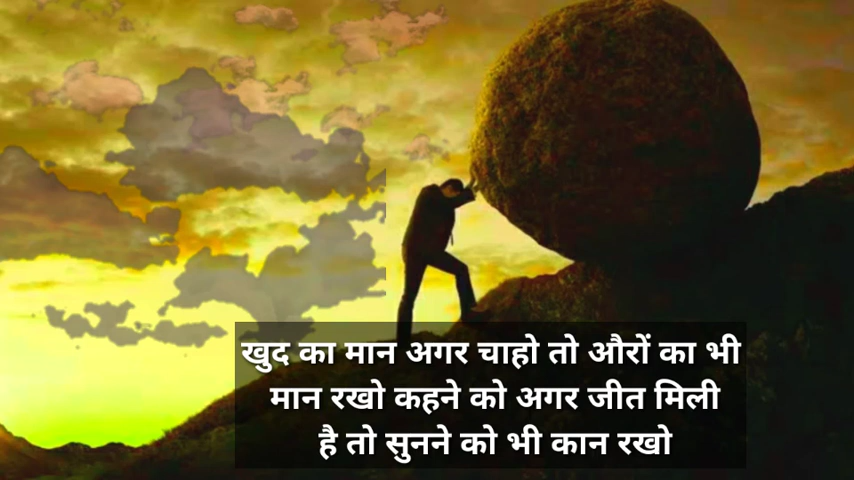 खुद का मान अगर चाहो तो औरों का भी
मान रखो कहने को अगर जीत मिली
है तो सुनने को भी कान रखो